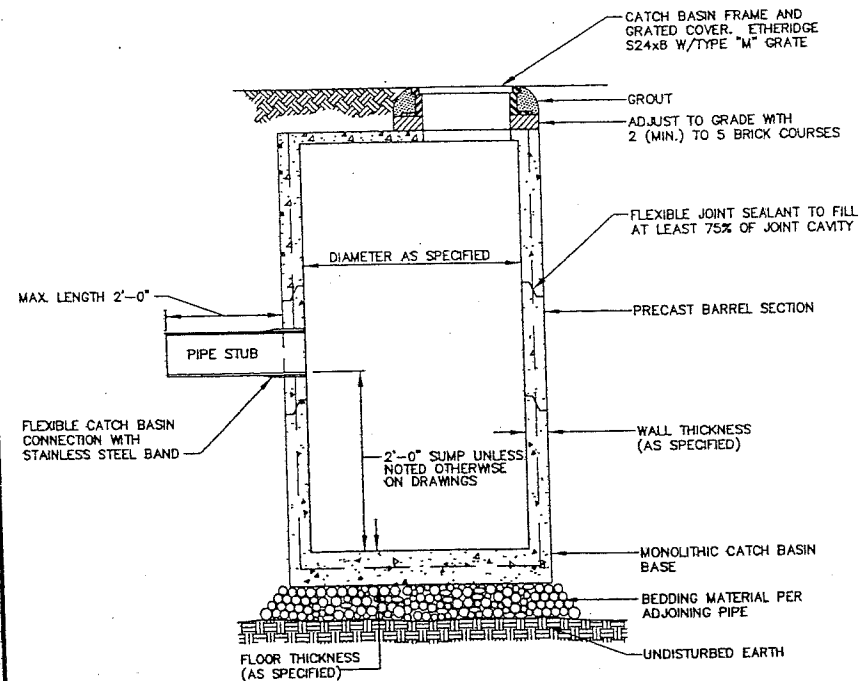 CATCH BASIN FRAME AND
GRATED COVER. ETHERIDGE
S24x8 W/TYPE "M" GRATE
GROUT
ADJUST TO GRADE WITH
2 (MIN.) TO 5 BRICK COURSES
FLEXIBLE JOINT SEALANT TO FILL
AT LEAST 75% OF JOINT CAVITY
DIAMETER AS SPECIFIED
MAX. LENGTH 2'-0"
PRECAST BARREL SECTION
PIPE STUB
FLEXIBLE CATCH BASIN
CONNECTION WITH
STAINLESS STEEL BAND
WALL THICKNESS
(AS SPECIFIED)
2'-0" SUMP UNLESS
NOTED OTHERWISE
ON DRAWINGS
MONOLITHIC CATCH BASIN
BASE
BEDDING MATERIAL PER
ADJOINING PIPE
UNDISTURBED EARTH
FLOOR THICKNESS
(AS SPECIFIED)